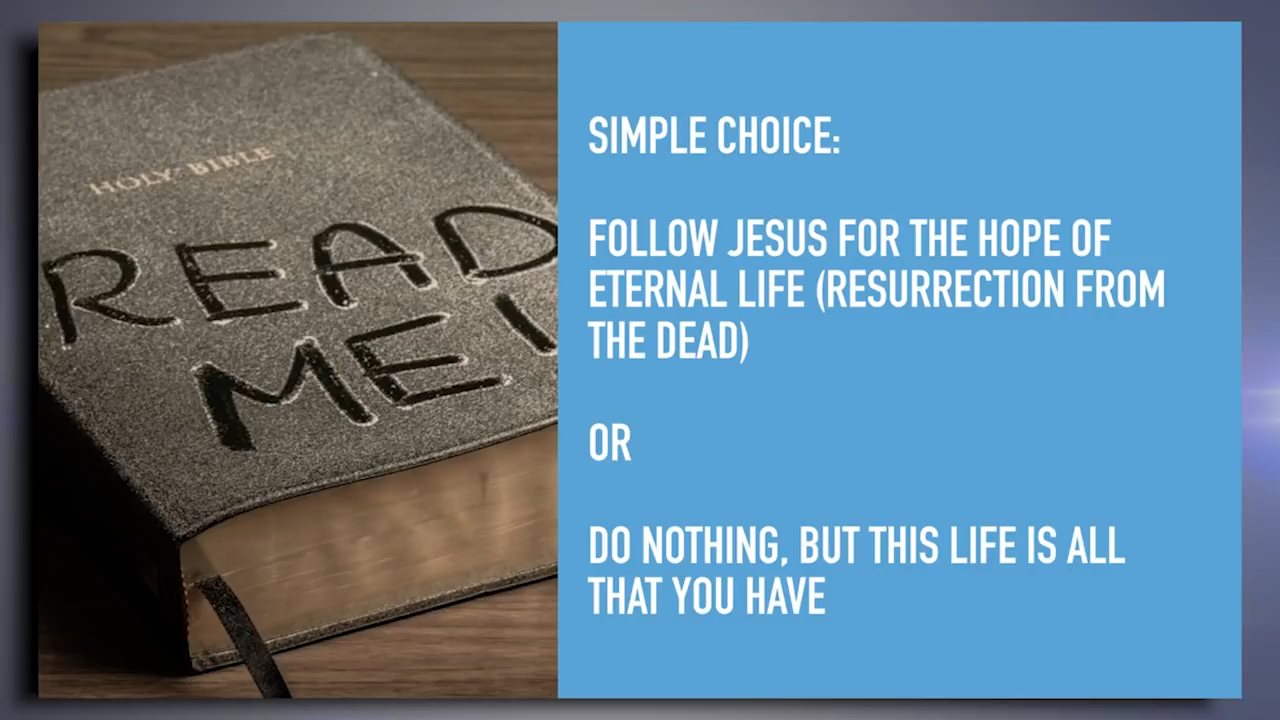 HOLY BIBLE
READ
ME!
SIMPLE CHOICE:
FOLLOW JESUS FOR THE HOPE OF
ETERNAL LIFE (RESURRECTION FROM
THE DEAD)
OR
DO NOTHING, BUT THIS LIFE IS ALL
THAT YOU HAVE